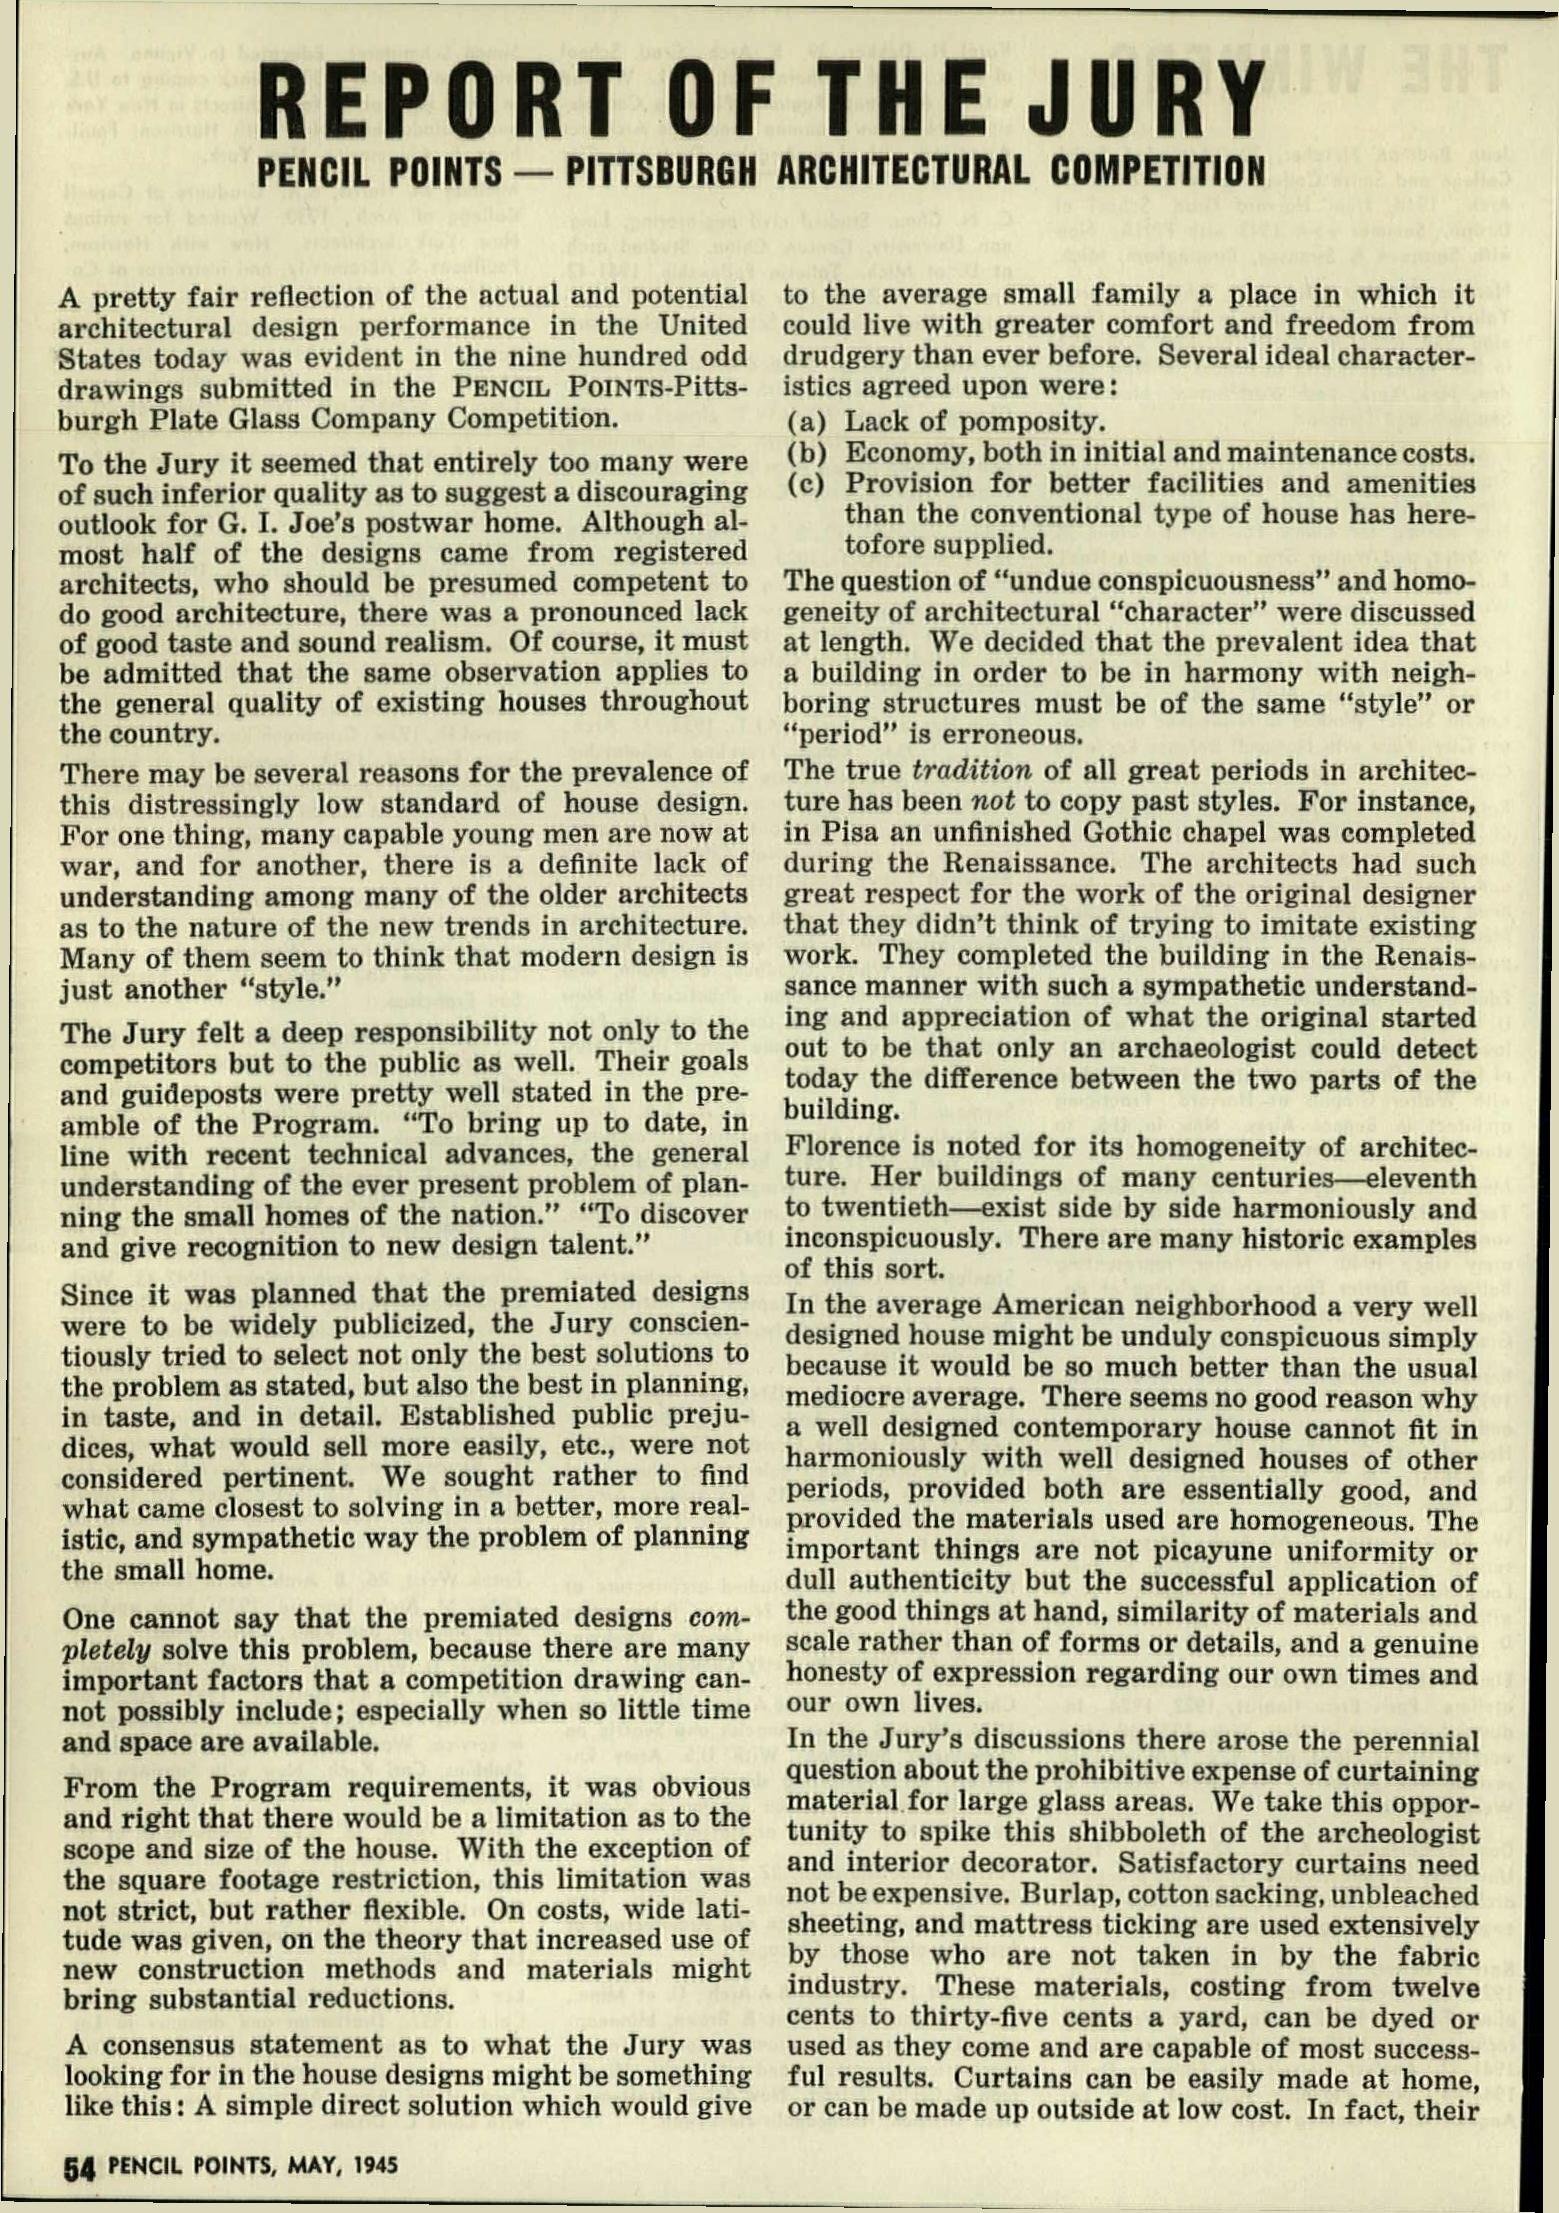 REPORT OF THE JURY
PENCIL POINTS — PITTSBURGH ARCHITECTURAL COMPETITION
A pretty fair reflection of the actual and potential
architectural design performance in the United
States today was evident in the nine hundred odd
drawings submitted in the PENCIL POINTS-Pitts-
burgh Plate Glass Company Competition.
To the Jury it seemed that entirely too many were
of such inferior quality as to suggest a discouraging
outlook for G. I. Joe's postwar home. Although al-
most half of the designs came from registered
architects, who should be presumed competent to
do good architecture, there was a pronounced lack
of good taste and sound realism. Of course, it must
be admitted that the same observation applies to
the general quality of existing houses throughout
the country.
There may be several reasons for the prevalence of
this distressingly low standard of house design.
For one thing, many capable young men are now at
war, and for another, there is a definite lack of
understanding among many of the older architects
as to the nature of the new trends in architecture.
Many of them seem to think that modern design is
just another “style.”
The Jury felt a deep responsibility not only to the
competitors but to the public as well. Their goals
and guideposts were pretty well stated in the pre-
amble of the Program. “To bring up to date, in
line with recent technical advances, the general
understanding of the ever present problem of plan-
ning the small homes of the nation.” “To discover
and give recognition to new design talent.”
Since it was planned that the premiated designs
were to be widely publicized, the Jury conscien-
tiously tried to select not only the best solutions to
the problem as stated, but also the best in planning,
in taste, and in detail. Established public preju-
dices, what would sell more easily, etc., were not
considered pertinent. We sought rather to find
what came closest to solving in a better, more real-
istic, and sympathetic way the problem of planning
the small home.
One cannot say that the premiated designs com-
pletely solve this problem, because there are many
important factors that a competition drawing can-
not possibly include; especially when so little time
and space are available.
From the Program requirements, it was obvious
and right that there would be a limitation as to the
scope and size of the house. With the exception of
the square footage restriction, this limitation was
not strict, but rather flexible. On costs, wide lati-
tude was given, on the theory that increased use of
new construction methods and materials might
bring substantial reductions.
A consensus statement as to what the Jury was
looking for in the house designs might be something
like this: A simple direct solution which would give
to the average small family a place in which it
could live with greater comfort and freedom from
drudgery than ever before. Several ideal character-
istics agreed upon were:
(a) Lack of pomposity.
(b) Economy, both in initial and maintenance costs.
(c) Provision for better facilities and amenities
than the conventional type of house has here-
tofore supplied.
The question of “undue conspicuousness” and homo-
geneity of architectural “character” were discussed
at length. We decided that the prevalent idea that
a building in order to be in harmony with neigh-
boring structures must be of the same “style” or
“period” is erroneous.
The true tradition of all great periods in architec-
ture has been not to copy past styles. For instance,
in Pisa an unfinished Gothic chapel was completed
during the Renaissance. The architects had such
great respect for the work of the original designer
that they didn't think of trying to imitate existing
work. They completed the building in the Renais-
sance manner with such a sympathetic understand-
ing and appreciation of what the original started
out to be that only an archaeologist could detect
today the difference between the two parts of the
building.
Florence is noted for its homogeneity of architec-
ture. Her buildings of many centuries—eleventh
to twentieth—exist side by side harmoniously and
inconspicuously. There are many historic examples
of this sort.
In the average American neighborhood a very well
designed house might be unduly conspicuous simply
because it would be so much better than the usual
mediocre average. There seems no good reason why
a well designed contemporary house cannot fit in
harmoniously with well designed houses of other
periods, provided both are essentially good, and
provided the materials used are homogeneous. The
important things are not picayune uniformity or
dull authenticity but the successful application of
the good things at hand, similarity of materials and
scale rather than of forms or details, and a genuine
honesty of expression regarding our own times and
our own lives.
In the Jury's discussions there arose the perennial
question about the prohibitive expense of curtaining
material for large glass areas. We take this oppor-
tunity to spike this shibboleth of the archeologist
and interior decorator. Satisfactory curtains need
not be expensive. Burlap, cotton sacking, unbleached
sheeting, and mattress ticking are used extensively
by those who are not taken in by the fabric
industry. These materials, costing from twelve
cents to thirty-five cents a yard, can be dyed or
used as they come and are capable of most success-
ful results. Curtains can be easily made at home,
or can be made up outside at low cost. In fact, their
54 PENCIL POINTS, MAY, 1945